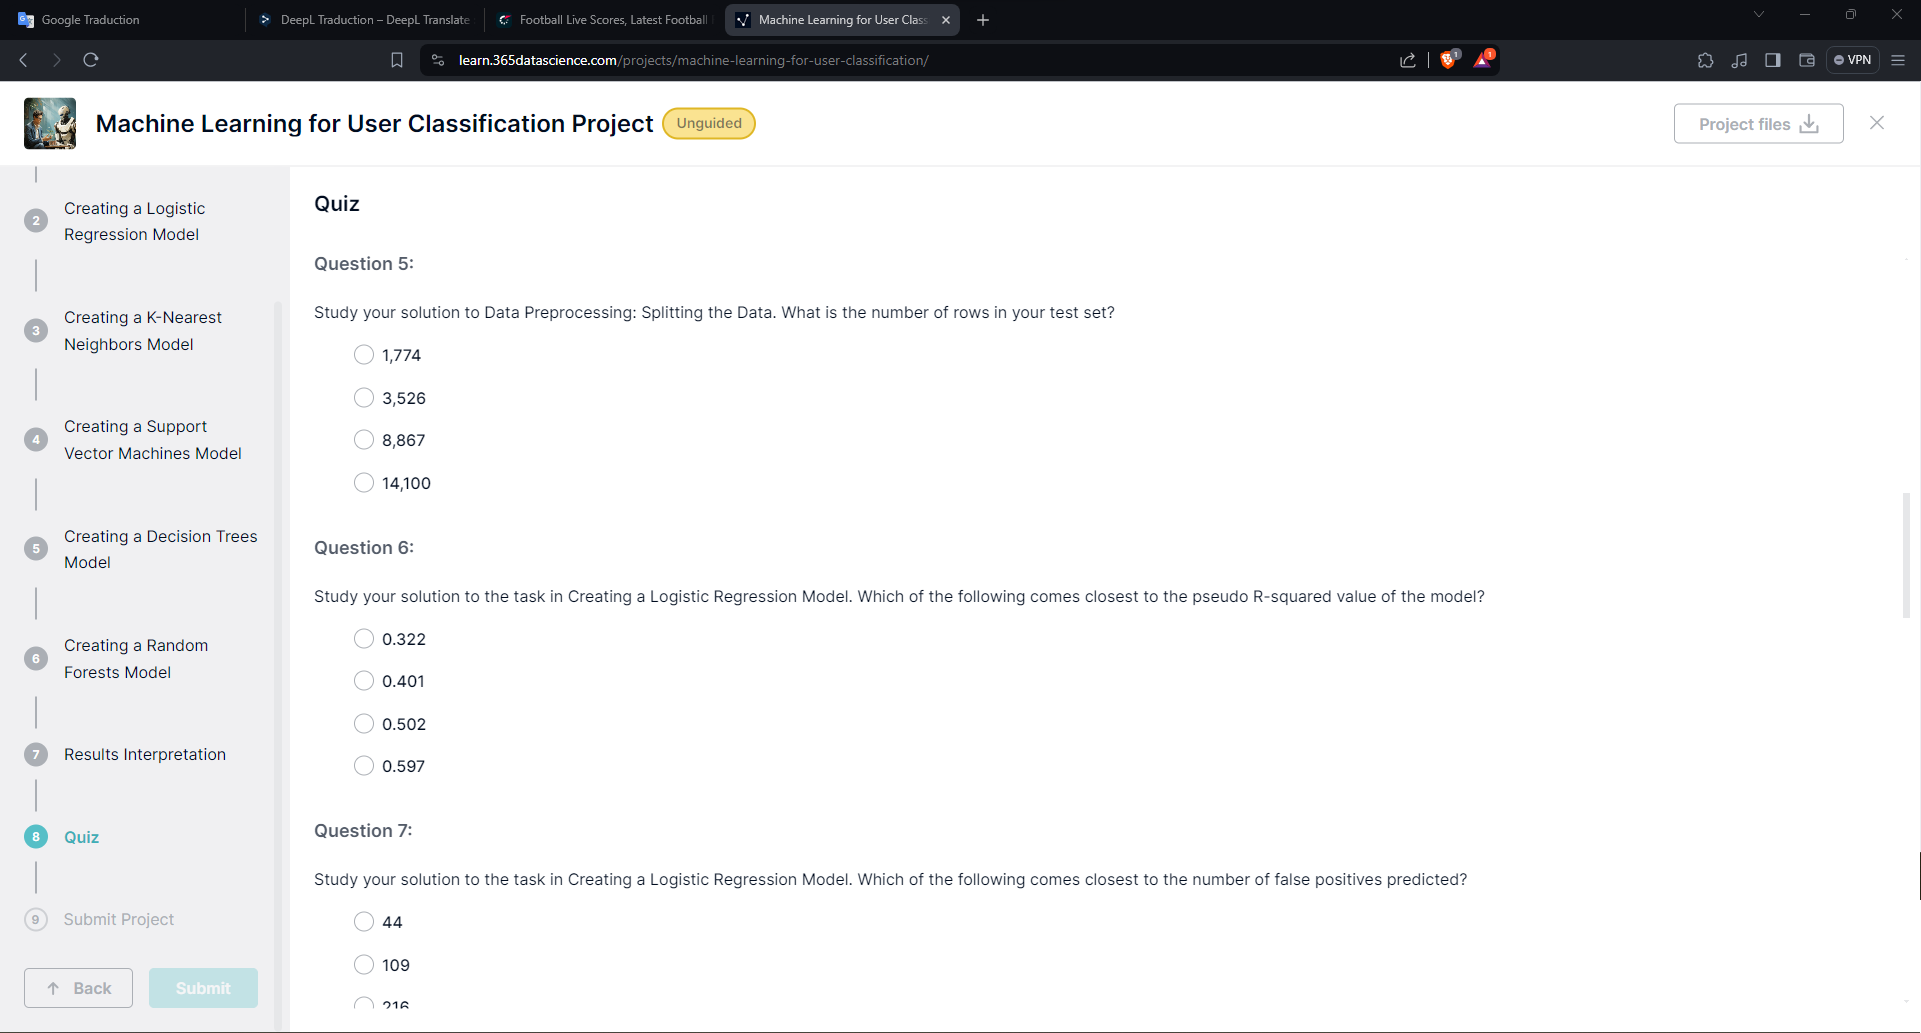 Google Traduction
DeepL Traduction – DeepL Translate
Football Live Scores, Latest Football
Machine Learning for User Class
learn.365datascience.com/projects/machine-learning-for-user-classification/
1
1
VPN
Machine Learning for User Classification Project
Unguided
Project files
2
Creating a Logistic
Regression Model
3
Creating a K-Nearest
Neighbors Model
4
Creating a Support
Vector Machines Model
5
Creating a Decision Trees
Model
6
Creating a Random
Forests Model
7
Results Interpretation
8
Quiz
9
Submit Project
Back
Submit
Quiz
Question 5:
Study your solution to Data Preprocessing: Splitting the Data. What is the number of rows in your test set?
1,774
3,526
8,867
14,100
Question 6:
Study your solution to the task in Creating a Logistic Regression Model. Which of the following comes closest to the pseudo R-squared value of the model?
0.322
0.401
0.502
0.597
Question 7:
Study your solution to the task in Creating a Logistic Regression Model. Which of the following comes closest to the number of false positives predicted?
44
109
216